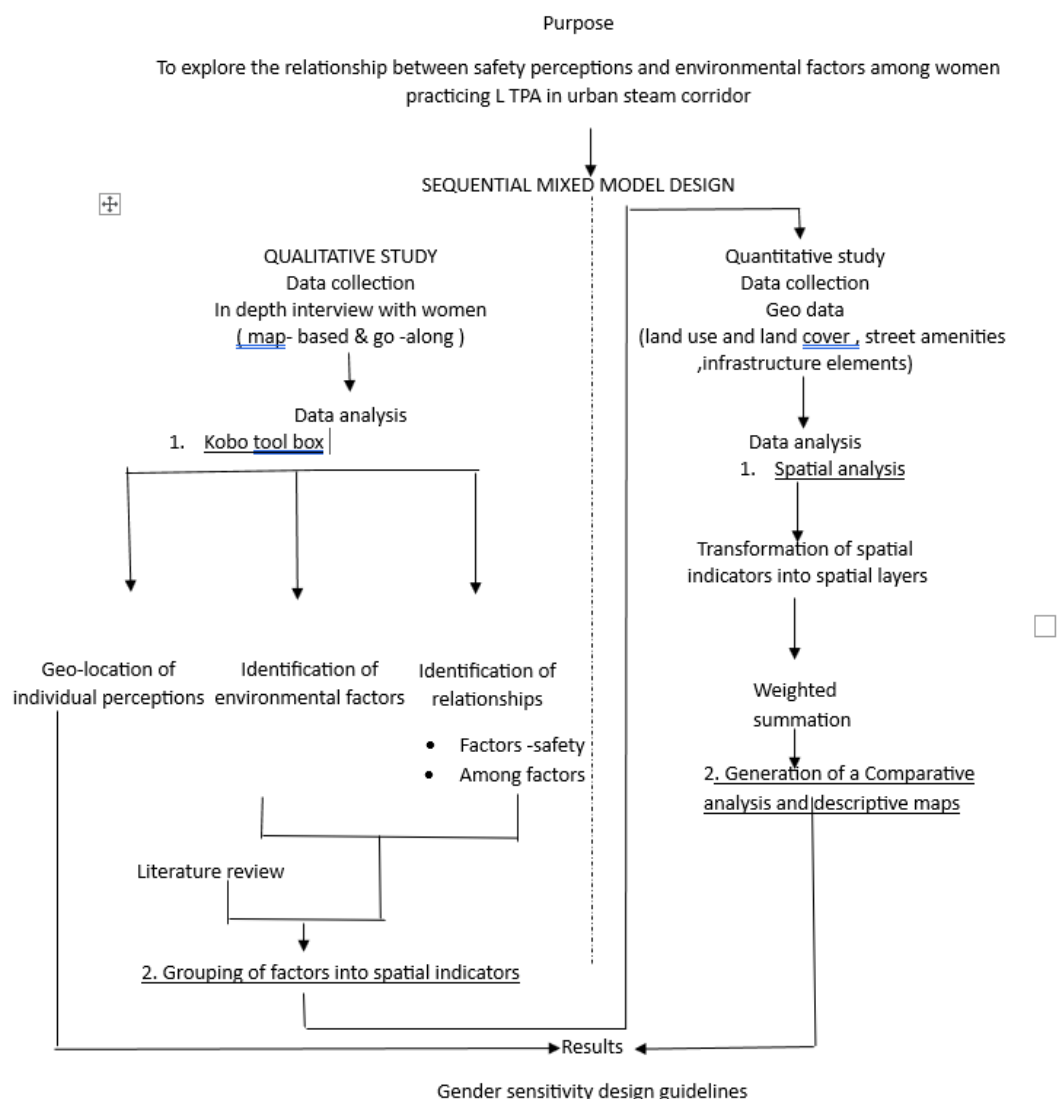 Purpose
To explore the relationship between safety perceptions and environmental factors among women
practicing L TPA in urban steam corridor
SEQUENTIAL MIXED MODEL DESIGN
QUALITATIVE STUDY
Data collection
In depth interview with women
( map- based & go -along )
Data analysis
1. Kobo tool box
Geo-location of
individual perceptions
Identification of
environmental factors
Identification of
relationships
• Factors -safety
• Among factors
Literature review
2. Grouping of factors into spatial indicators
Quantitative study
Data collection
Geo data
(land use and land cover , street amenities
,infrastructure elements)
Data analysis
1. Spatial analysis
Transformation of spatial
indicators into spatial layers
Weighted
summation
2. Generation of a Comparative
analysis and descriptive maps
Results
Gender sensitivity design guidelines